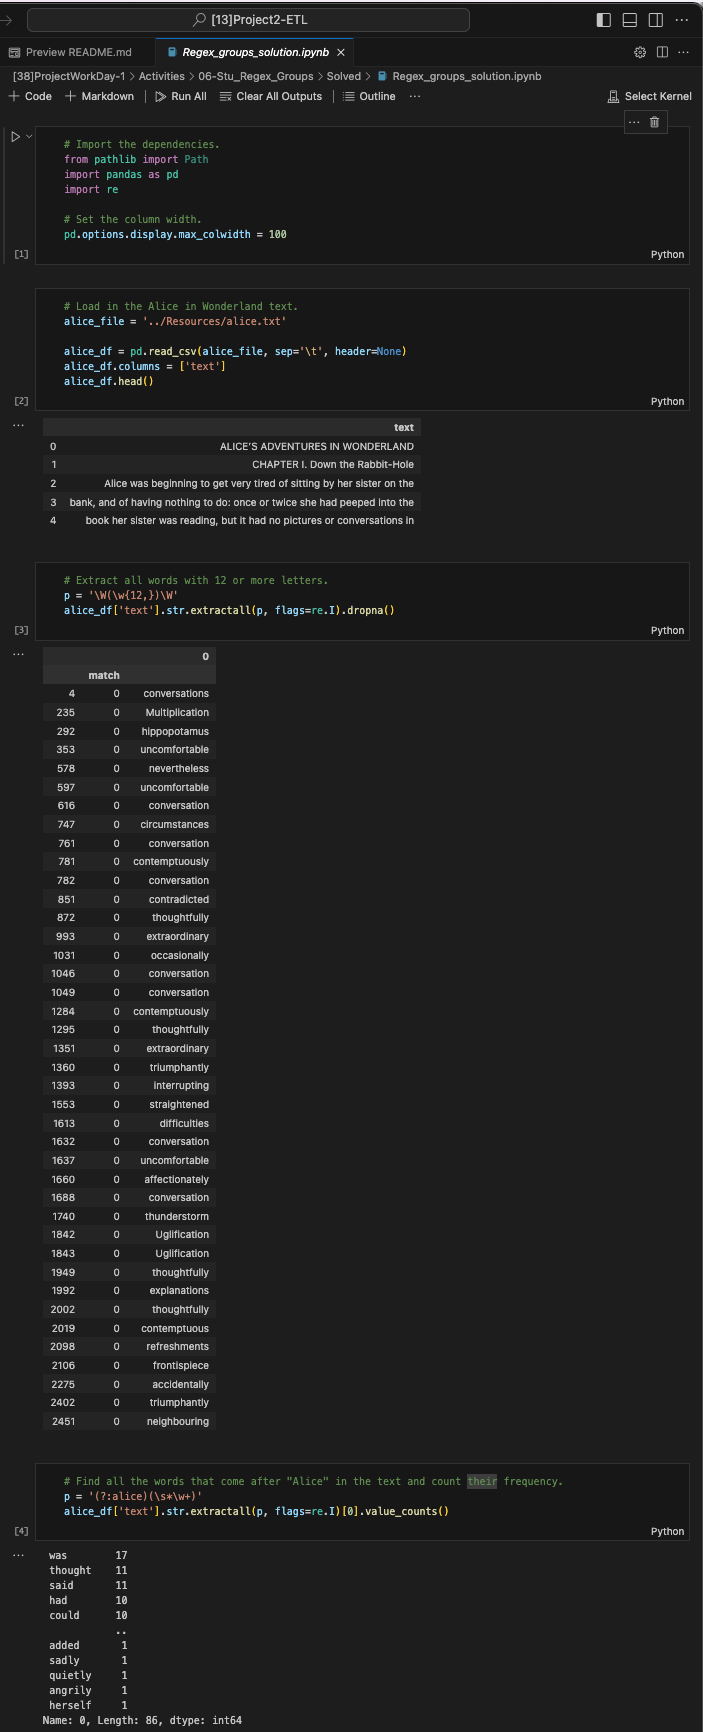 [13]Project2-ETL
Preview README.md
Regex_groups_solution.ipynb
[38]ProjectWorkDay-1 > Activities > 06-Stu_Regex_Groups > Solved > Regex_groups_solution.ipynb
+ Code + Markdown Run All Clear All Outputs Outline ... Select Kernel
# Import the dependencies.
from pathlib import Path
import pandas as pd
import re
# Set the column width.
pd.options.display.max_colwidth = 100
[1] Python
# Load in the Alice in Wonderland text.
alice_file = '../Resources/alice.txt'
alice_df = pd.read_csv(alice_file, sep='\t', header=None)
alice_df.columns = ['text']
alice_df.head()
[2] Python
text
0 ALICE'S ADVENTURES IN WONDERLAND
1 CHAPTER I. Down the Rabbit-Hole
2 Alice was beginning to get very tired of sitting by her sister on the
3 bank, and of having nothing to do: once or twice she had peeped into the
4 book her sister was reading, but it had no pictures or conversations in
# Extract all words with 12 or more letters.
p = '\W(\w{12,})\W'
alice_df['text'].str.extractall(p, flags=re.I).dropna()
[3] Python
0
match
4 0 conversations
235 0 Multiplication
292 0 hippopotamus
353 0 uncomfortable
578 0 nevertheless
597 0 uncomfortable
616 0 conversation
747 0 circumstances
761 0 conversation
781 0 contemptuously
782 0 conversation
851 0 contradicted
872 0 thoughtfully
993 0 extraordinary
1031 0 occasionally
1046 0 conversation
1049 0 conversation
1284 0 contemptuously
1295 0 thoughtfully
1351 0 extraordinary
1360 0 triumphantly
1393 0 interrupting
1553 0 straightened
1613 0 difficulties
1632 0 conversation
1637 0 uncomfortable
1660 0 affectionately
1688 0 conversation
1740 0 thunderstorm
1842 0 Uglification
1843 0 Uglification
1949 0 thoughtfully
1992 0 explanations
2002 0 thoughtfully
2019 0 contemptuous
2098 0 refreshments
2106 0 frontispiece
2275 0 accidentally
2402 0 triumphantly
2451 0 neighbouring
# Find all the words that come after "Alice" in the text and count their frequency.
p = '(?:alice)(\s*\w+)'
alice_df['text'].str.extractall(p, flags=re.I)[0].value_counts()
[4] Python
was 17
thought 11
said 11
had 10
could 10
..
added 1
sadly 1
quietly 1
angrily 1
herself 1
Name: 0, Length: 86, dtype: int64